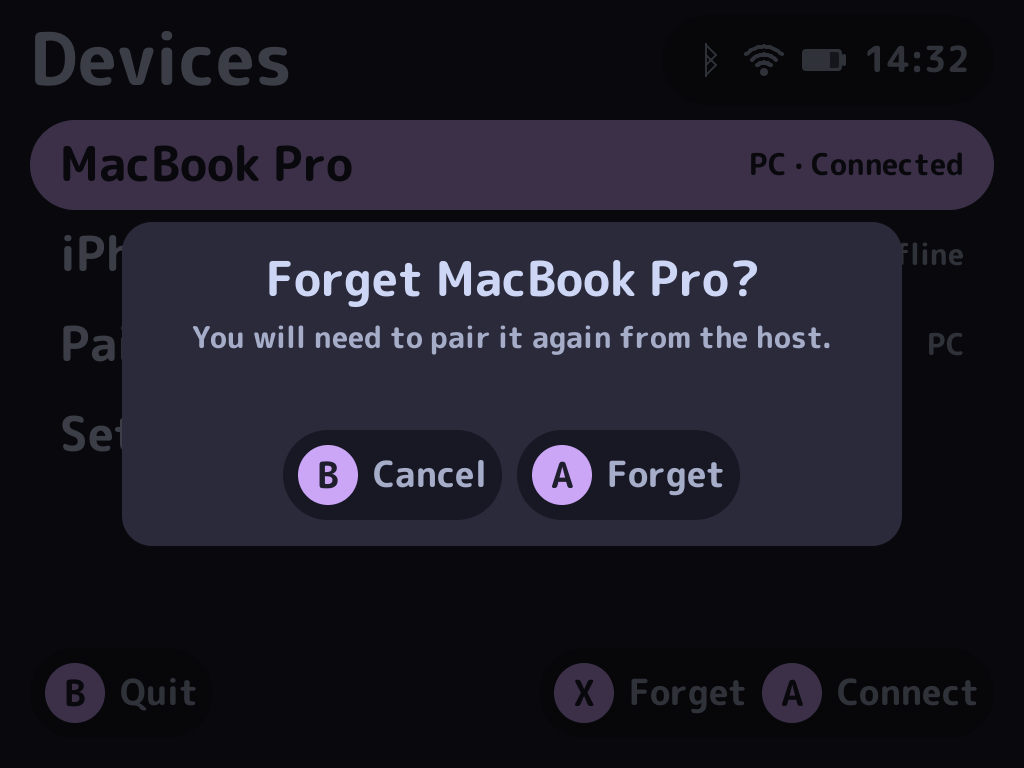 Devices
14:32
MacBook Pro
PC · Connected
Forget MacBook Pro?
You will need to pair it again from the host.
PC
B Cancel
A Forget
B Quit
X Forget
A Connect